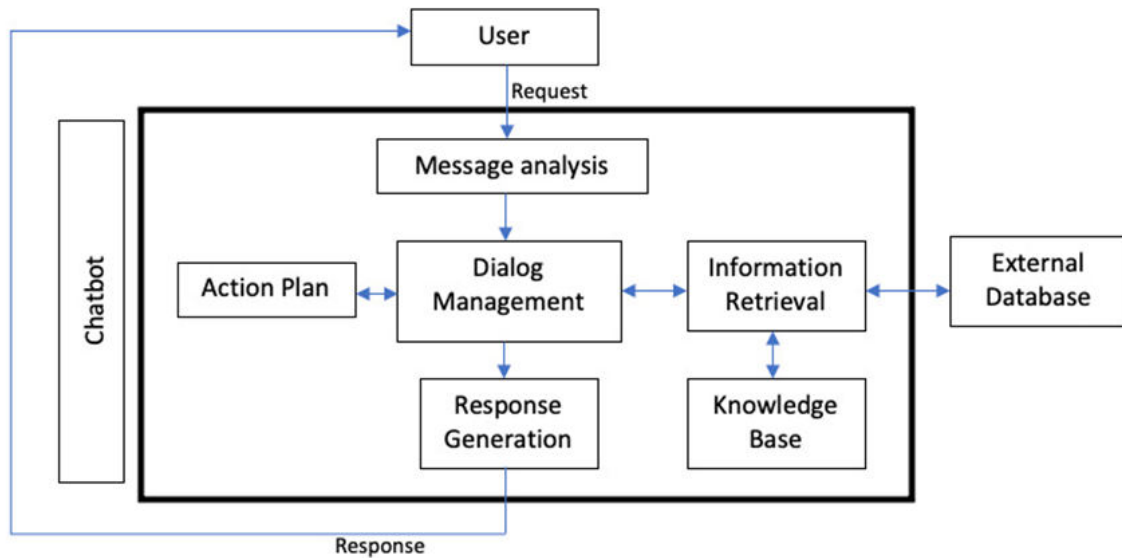 User
Request
Message analysis
Chatbot
Action Plan
Dialog
Management
Information
Retrieval
External
Database
Response
Generation
Knowledge
Base
Response